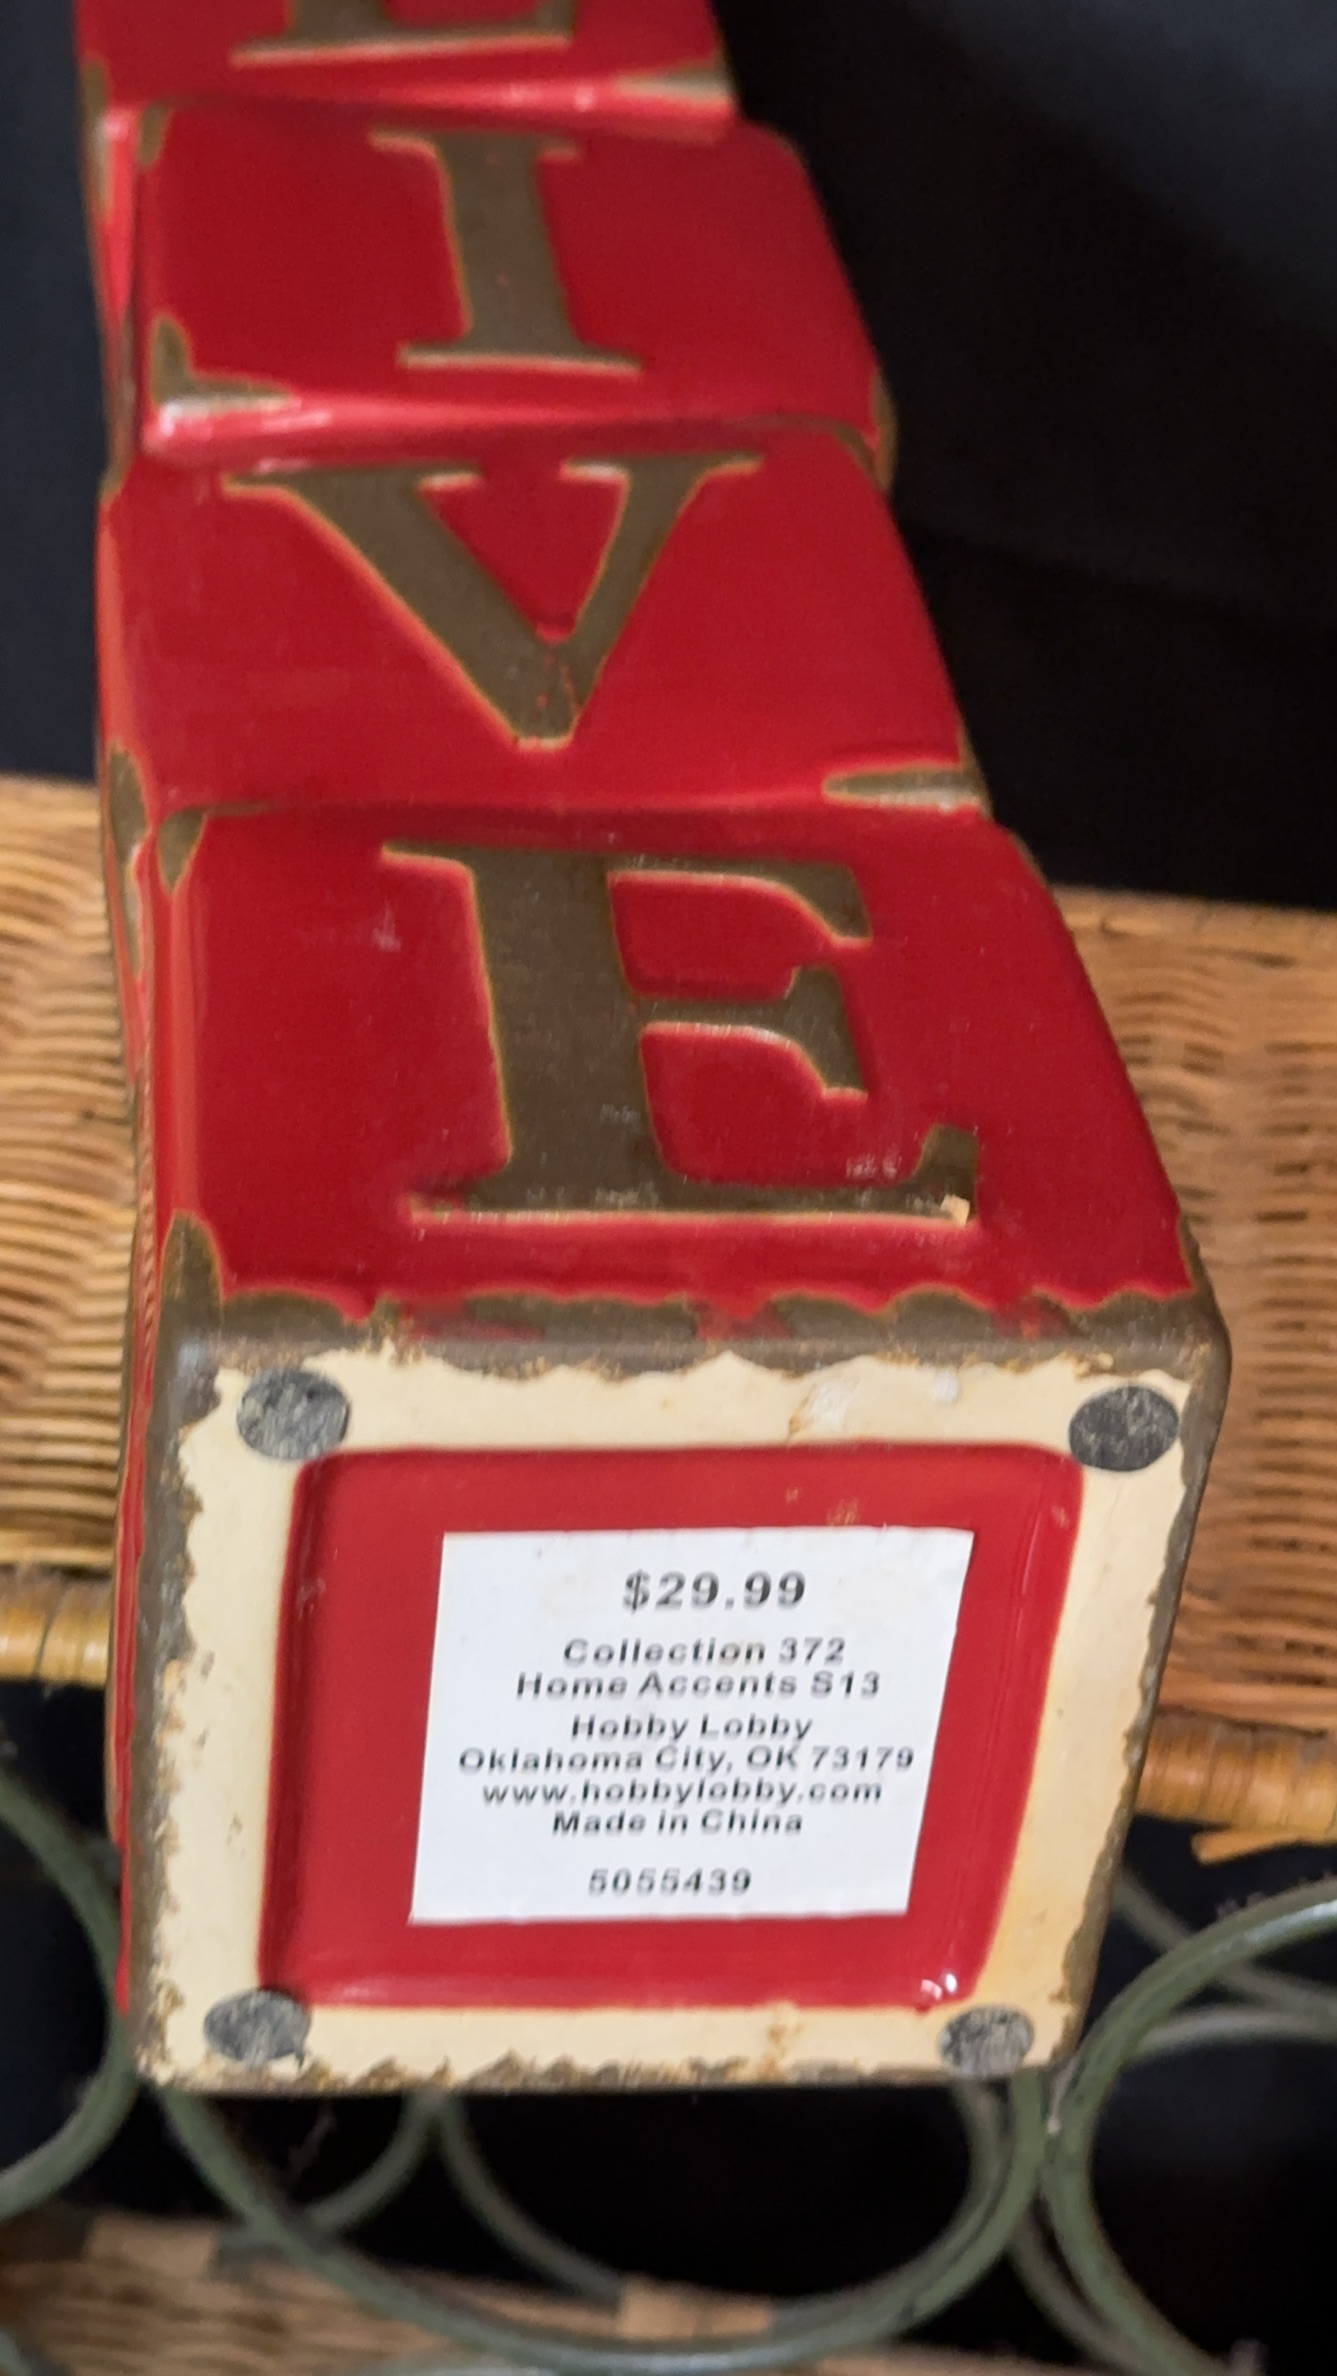 I
V
E
$29.99
Collection 372
Home Accents S13
Hobby Lobby
Oklahoma City, OK 73179
www.hobbylobby.com
Made in China
5055439